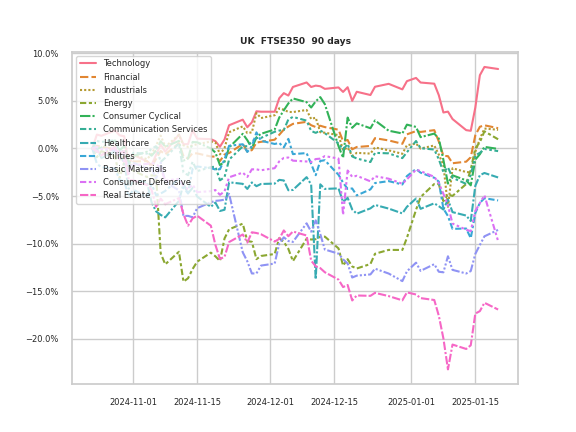 UK  FTSE350  90 days
10.0%
5.0%
0.0%
−5.0%
−10.0%
−15.0%
−20.0%
Technology
Financial
Industrials
Energy
Consumer Cyclical
Communication Services
Healthcare
Utilities
Basic Materials
Consumer Defensive
Real Estate
2024-11-01
2024-11-15
2024-12-01
2024-12-15
2025-01-01
2025-01-15